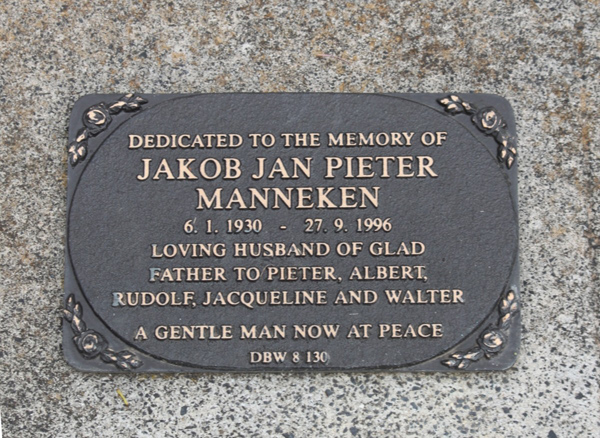 DEDICATED TO THE MEMORY OF
JAKOB JAN PIETER
MANNEKEN
6. 1. 1930 - 27. 9. 1996
LOVING HUSBAND OF GLAD
FATHER TO PIETER, ALBERT,
RUDOLF, JACQUELINE AND WALTER
A GENTLE MAN NOW AT PEACE
DBW 8 130